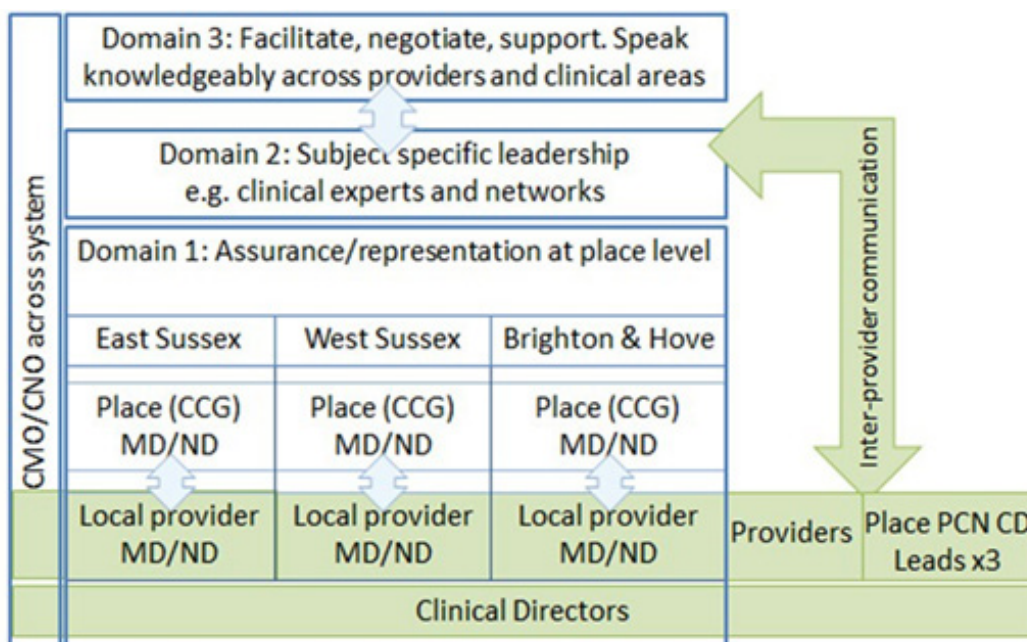 CMO/CNO across system
Domain 3: Facilitate, negotiate, support. Speak
knowledgeably across providers and clinical areas
Domain 2: Subject specific leadership
e.g. clinical experts and networks
Inter-provider communication
Domain 1: Assurance/representation at place level
East Sussex
West Sussex
Brighton & Hove
Place (CCG)
MD/ND
Place (CCG)
MD/ND
Place (CCG)
MD/ND
Local provider
MD/ND
Local provider
MD/ND
Local provider
MD/ND
Providers
Place PCN CD
Leads x3
Clinical Directors